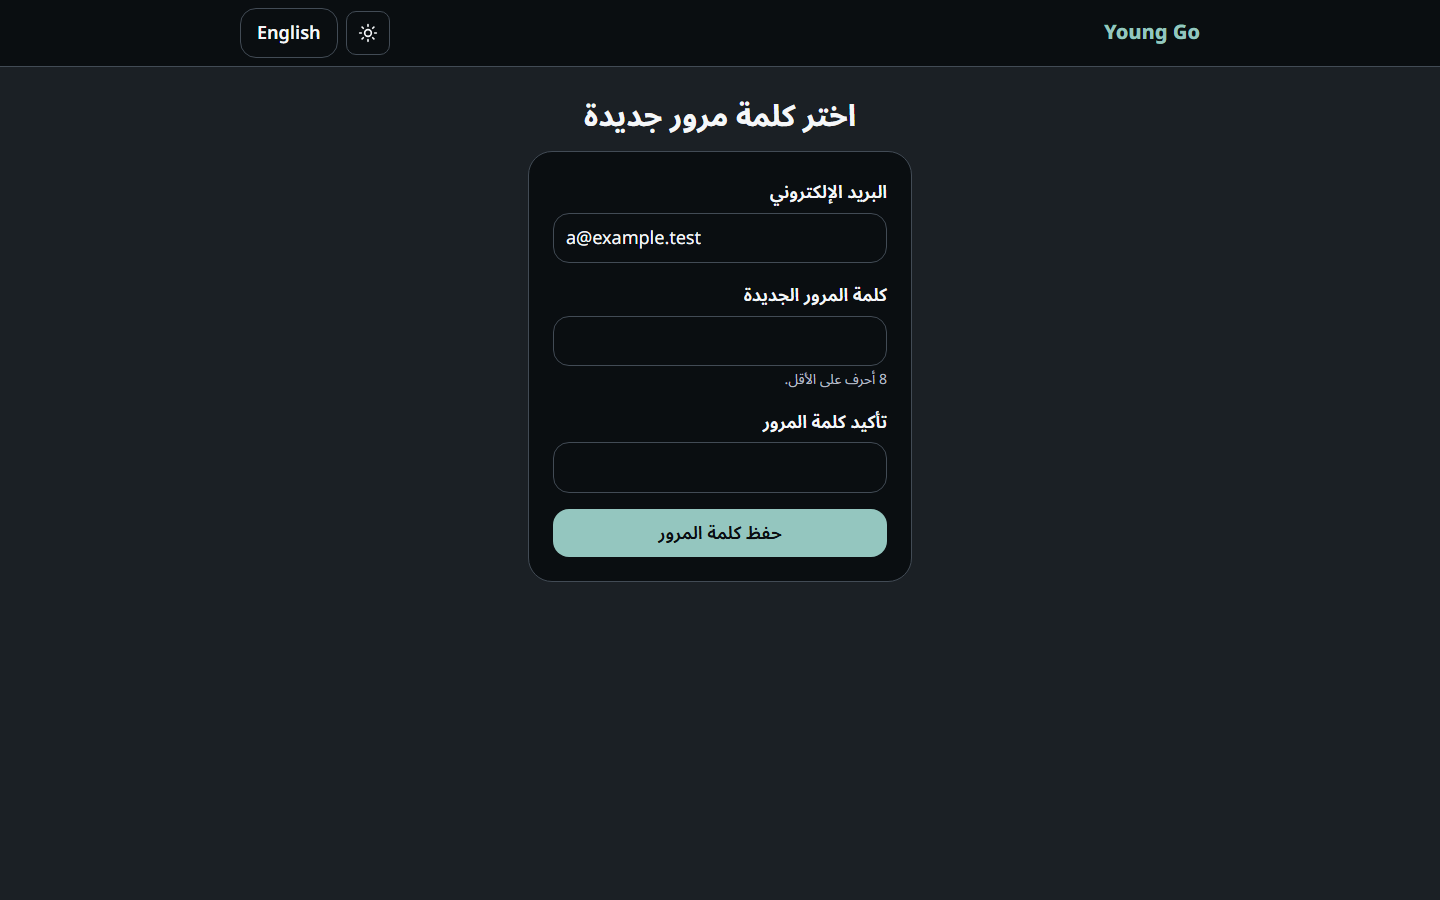 Young Go
English
اختر كلمة مرور جديدة
البريد الإلكتروني
a@example.test
كلمة المرور الجديدة
8 أحرف على الأقل.
تأكيد كلمة المرور
حفظ كلمة المرور